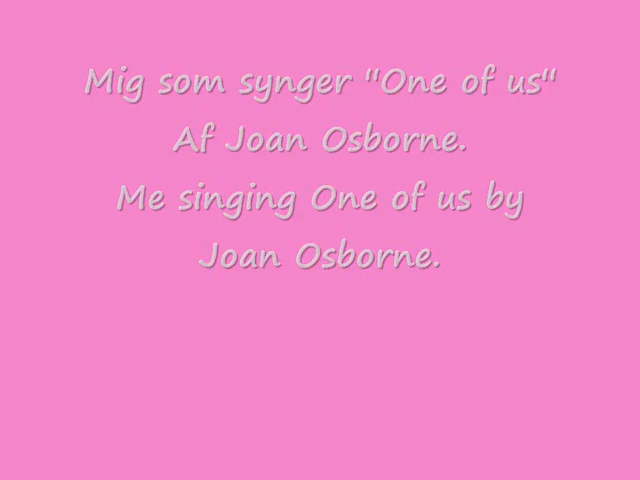 Mig som synger "One of us"
Af Joan Osborne.
Me singing One of us by
Joan Osborne.